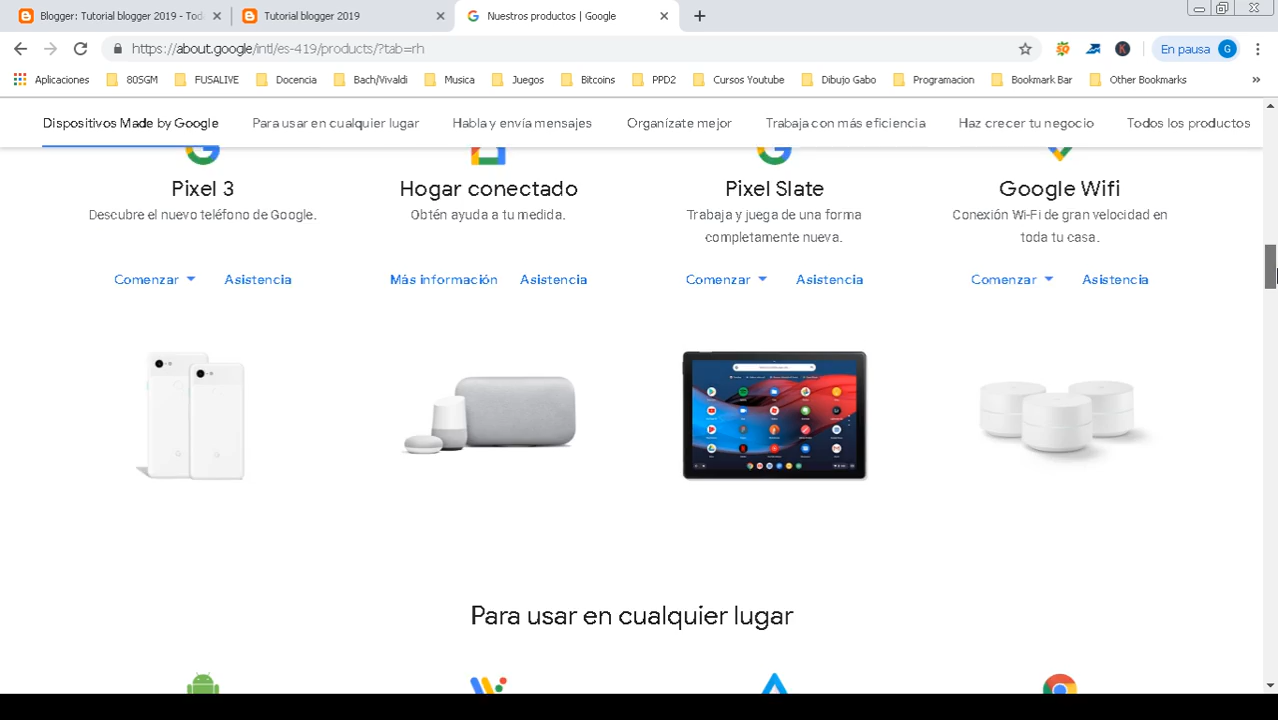 Blogger: Tutorial blogger 2019 - Tod
Tutorial blogger 2019
Nuestros productos | Google
https://about.google/intl/es-419/products/?tab=rh
En pausa
G
Aplicaciones
80SGM
FUSALIVE
Docencia
Bach/Vivaldi
Musica
Juegos
Bitcoins
PPD2
Cursos Youtube
Dibujo Gabo
Programacion
Bookmark Bar
Other Bookmarks
Dispositivos Made by Google
Para usar en cualquier lugar
Habla y envía mensajes
Organízate mejor
Trabaja con más eficiencia
Haz crecer tu negocio
Todos los productos
Pixel 3
Descubre el nuevo teléfono de Google.
Comenzar
Asistencia
Hogar conectado
Obtén ayuda a tu medida.
Más información
Asistencia
Pixel Slate
Trabaja y juega de una forma
completamente nueva.
Comenzar
Asistencia
Google Wifi
Conexión Wi-Fi de gran velocidad en
toda tu casa.
Comenzar
Asistencia
Para usar en cualquier lugar